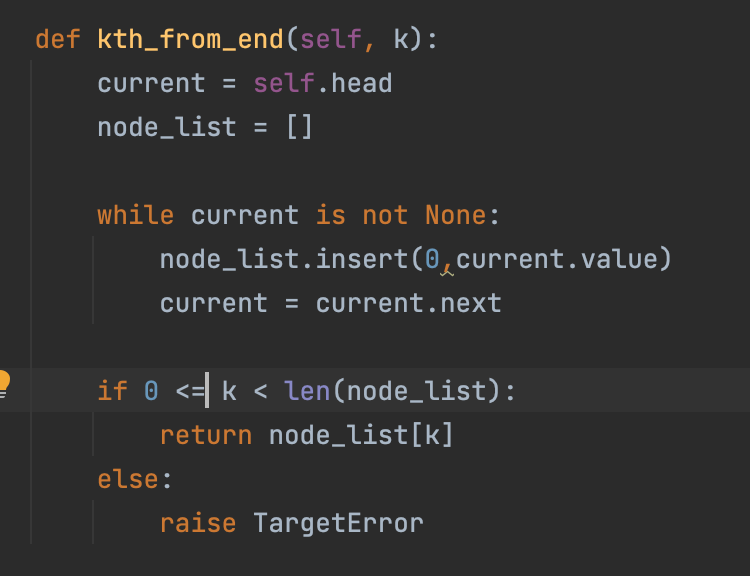 def kth_from_end(self, k):
    current = self.head
    node_list = []
    while current is not None:
        node_list.insert(0,current.value)
        current = current.next
    if 0 <= k < len(node_list):
        return node_list[k]
    else:
        raise TargetError